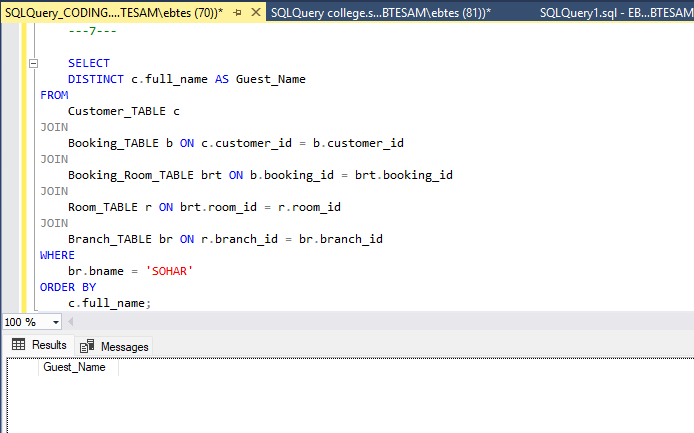 SQLQuery_CODING....TESAM\ebtes (70))* SQLQuery college.s...BTESAM\ebtes (81))* SQLQuery1.sql - EB...BTESAM
---7---
SELECT
DISTINCT c.full_name AS Guest_Name
FROM
Customer_TABLE c
JOIN
Booking_TABLE b ON c.customer_id = b.customer_id
JOIN
Booking_Room_TABLE brt ON b.booking_id = brt.booking_id
JOIN
Room_TABLE r ON brt.room_id = r.room_id
JOIN
Branch_TABLE br ON r.branch_id = br.branch_id
WHERE
br.bname = 'SOHAR'
ORDER BY
c.full_name;
100 %
Results Messages
Guest_Name